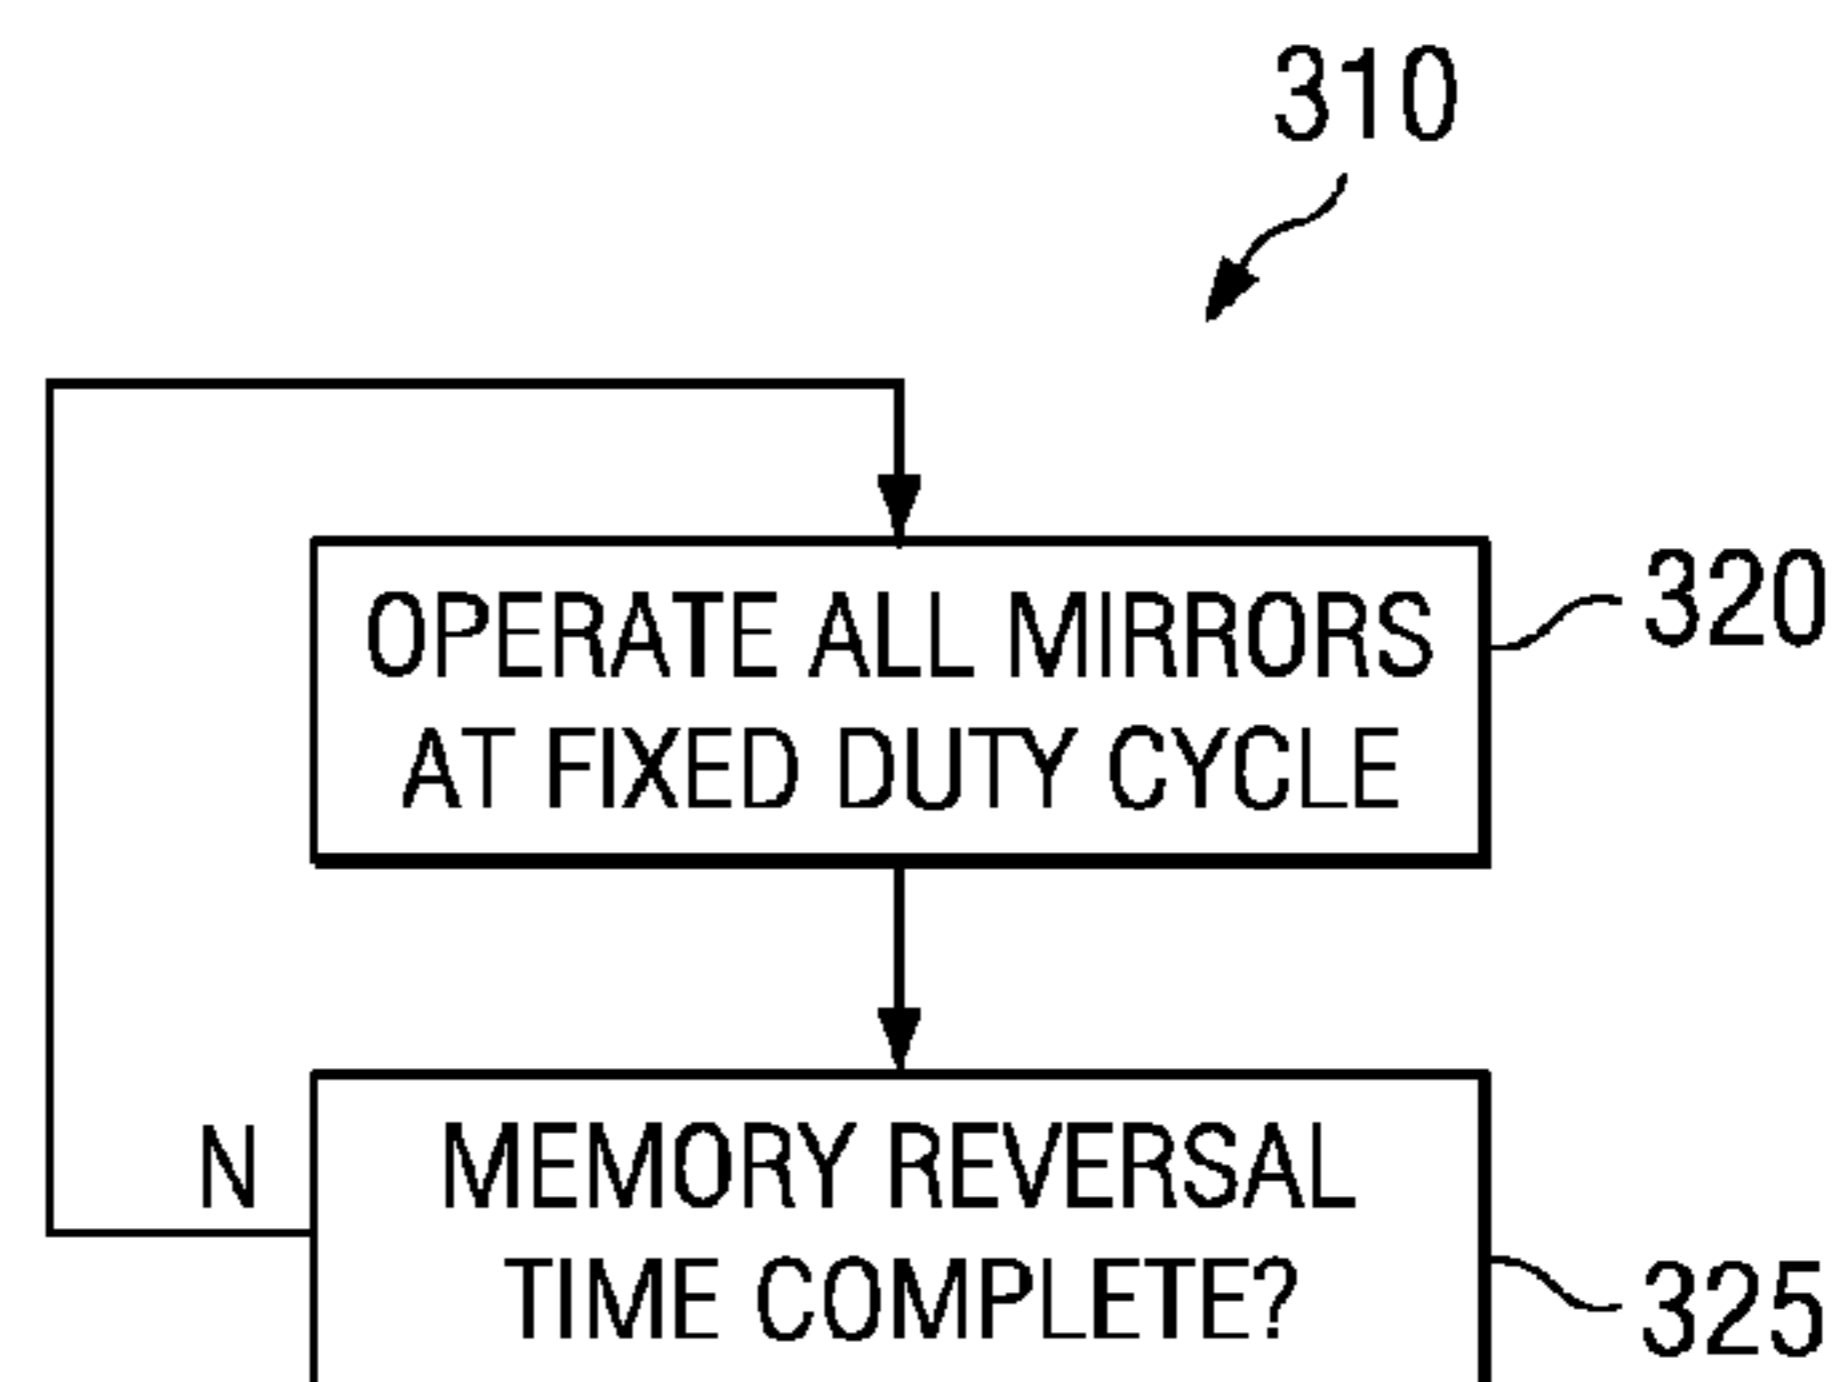 310
OPERATE ALL MIRRORS
AT FIXED DUTY CYCLE
320
N
MEMORY REVERSAL
TIME COMPLETE?
325